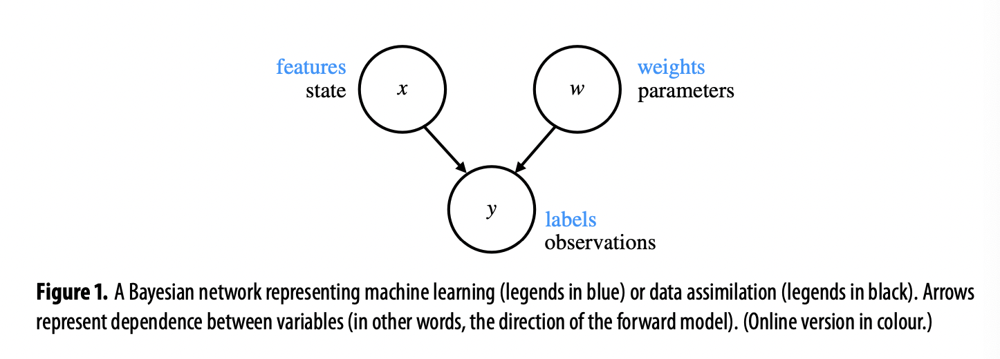 features
state
x
w
weights
parameters
y
labels
observations
Figure 1. A Bayesian network representing machine learning (legends in blue) or data assimilation (legends in black). Arrows
represent dependence between variables (in other words, the direction of the forward model). (Online version in colour.)